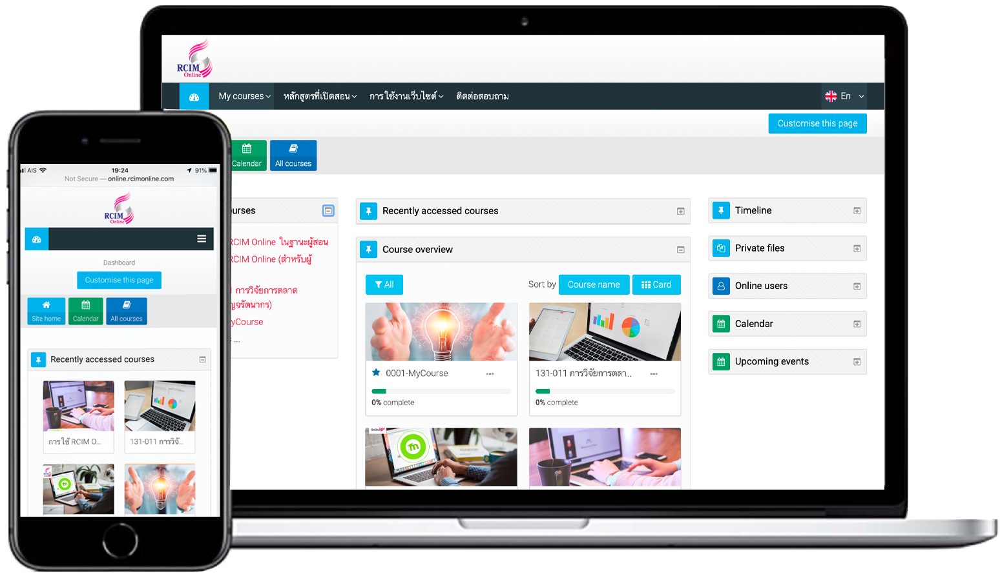 RCIM
Online
My courses
หลักสูตรที่เปิดสอน
การใช้งานเว็บไซต์
ติดต่อสอบถาม
En
Customise this page
Calendar
All courses
urses
RCIM Online ในฐานะผู้สอน
RCIM Online (สำหรับผู้
การวิจัยการตลาด
ญจรัตนากร)
MyCourse
...
Recently accessed courses
Course overview
All
Sort by
Course name
Card
0001-MyCourse
...
0% complete
131-011 การวิจัยการตลา...
...
0% complete
Online
m
Timeline
Private files
Online users
Calendar
Upcoming events
AIS
19:24
91%
Not Secure — online.rcimonline.com
RCIM
Online
Dashboard
Customise this page
Site home
Calendar
All courses
Recently accessed courses
การใช้ RCIM O...
131-011 การวิจั...